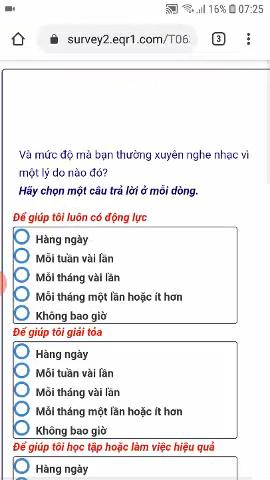 16% 07:25
survey2.eqr1.com/T06
3
Và mức độ mà bạn thường xuyên nghe nhạc vì
một lý do nào đó?
Hãy chọn một câu trả lời ở mỗi dòng.
Để giúp tôi luôn có động lực
Hàng ngày
Mỗi tuần vài lần
Mỗi tháng vài lần
Mỗi tháng một lần hoặc ít hơn
Không bao giờ
Để giúp tôi giải tỏa
Hàng ngày
Mỗi tuần vài lần
Mỗi tháng vài lần
Mỗi tháng một lần hoặc ít hơn
Không bao giờ
Để giúp tôi học tập hoặc làm việc hiệu quả
Hàng ngày